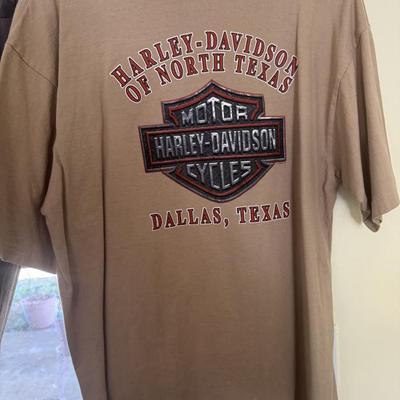 HARLEY-DAVIDSON
OF NORTH TEXAS
MOTOR
HARLEY-DAVIDSON
CYCLES
DALLAS, TEXAS